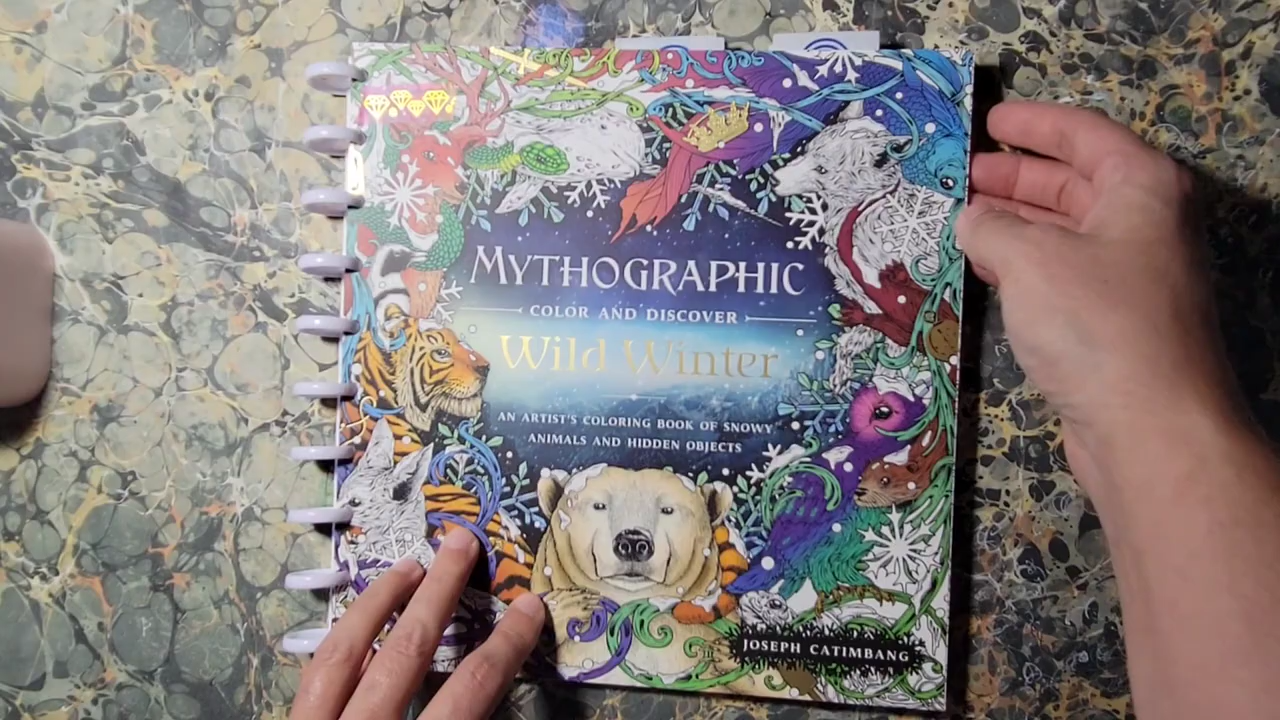 MYTHOGRAPHIC
COLOR AND DISCOVER
Wild Winter
AN ARTIST'S COLORING BOOK OF SNOWY
ANIMALS AND HIDDEN OBJECTS
JOSEPH CATIMBANG